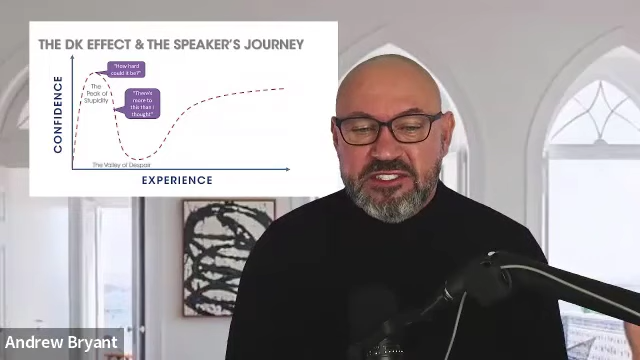 THE DK EFFECT & THE SPEAKER'S JOURNEY
"How hard
could it be?"
The
Peak of
Stupidity
"There's
more to
this than I
thought"
CONFIDENCE
The Valley of Despair
EXPERIENCE
Andrew Bryant